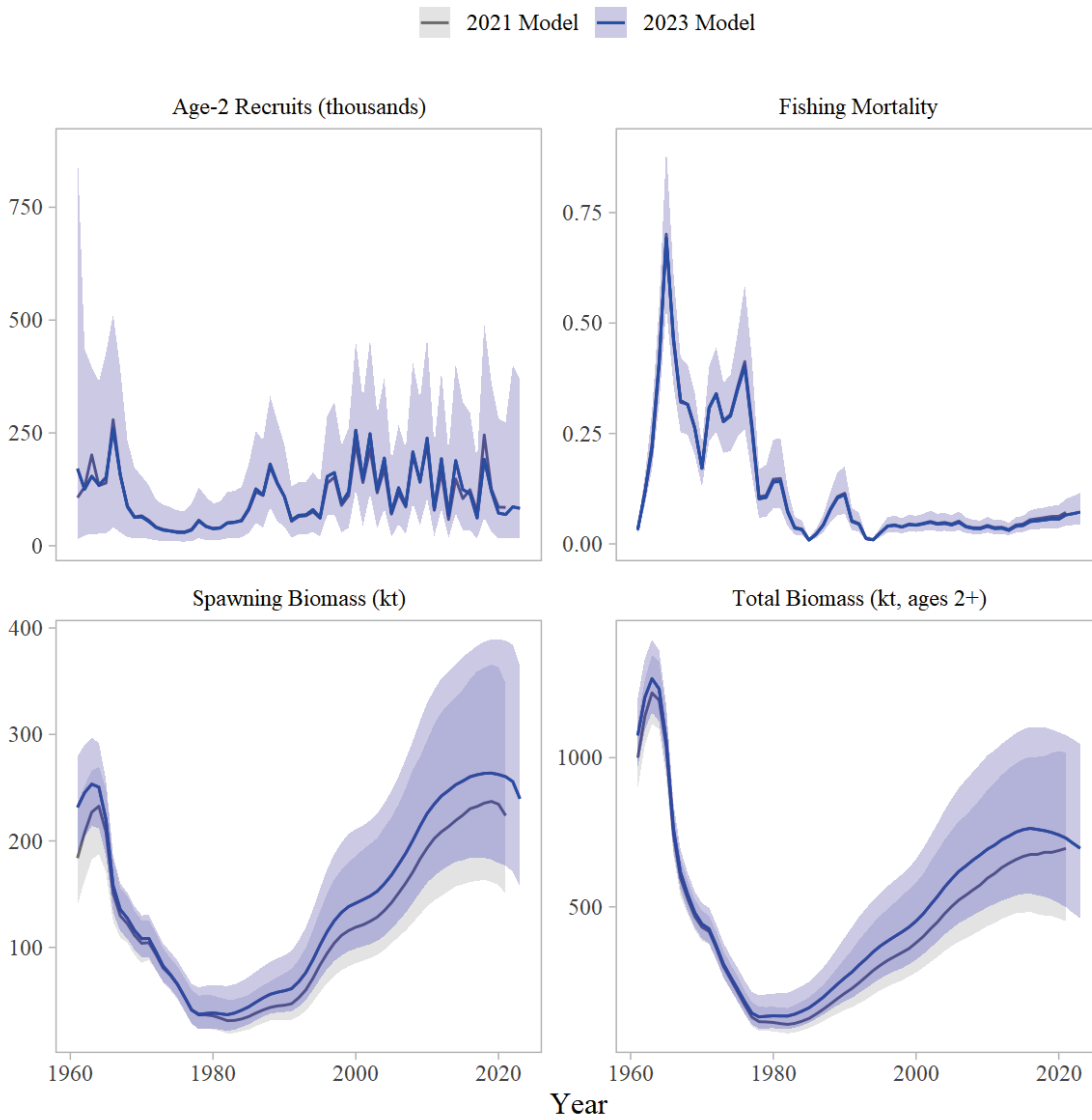 2021 Model 2023 Model
Age-2 Recruits (thousands)
750
500
250
0
Fishing Mortality
0.75
0.50
0.25
0.00
Spawning Biomass (kt)
400
300
200
100
1960 1980 2000 2020
Total Biomass (kt, ages 2+)
1000
500
1960 1980 2000 2020
Year